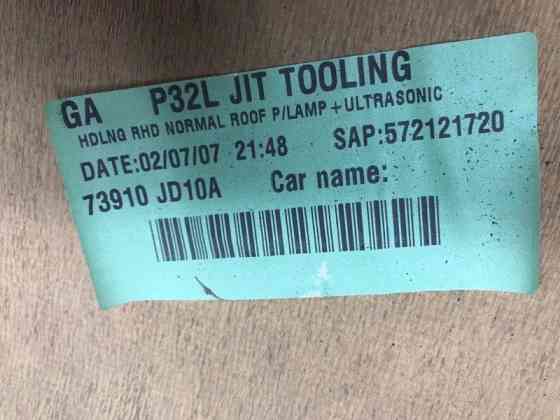 GA P32L JIT TOOLING
HDLNG RHD NORMAL ROOF P/LAMP+ULTRASONIC
DATE:02/07/07 21:48 SAP:572121720
73910 JD10A Car name: